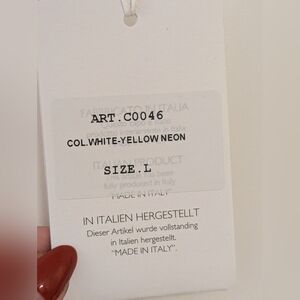 FABBRICATO IN ITALIA
ART.C0046
COL.WHITE-YELLOW NEON
ITALIAN PRODUCT
SIZE.L
fully produced in Italy
"MADE IN ITALY"
IN ITALIEN HERGESTELLT
Dieser Artikel wurde vollstanding
in Italien hergestellt.
"MADE IN ITALY".